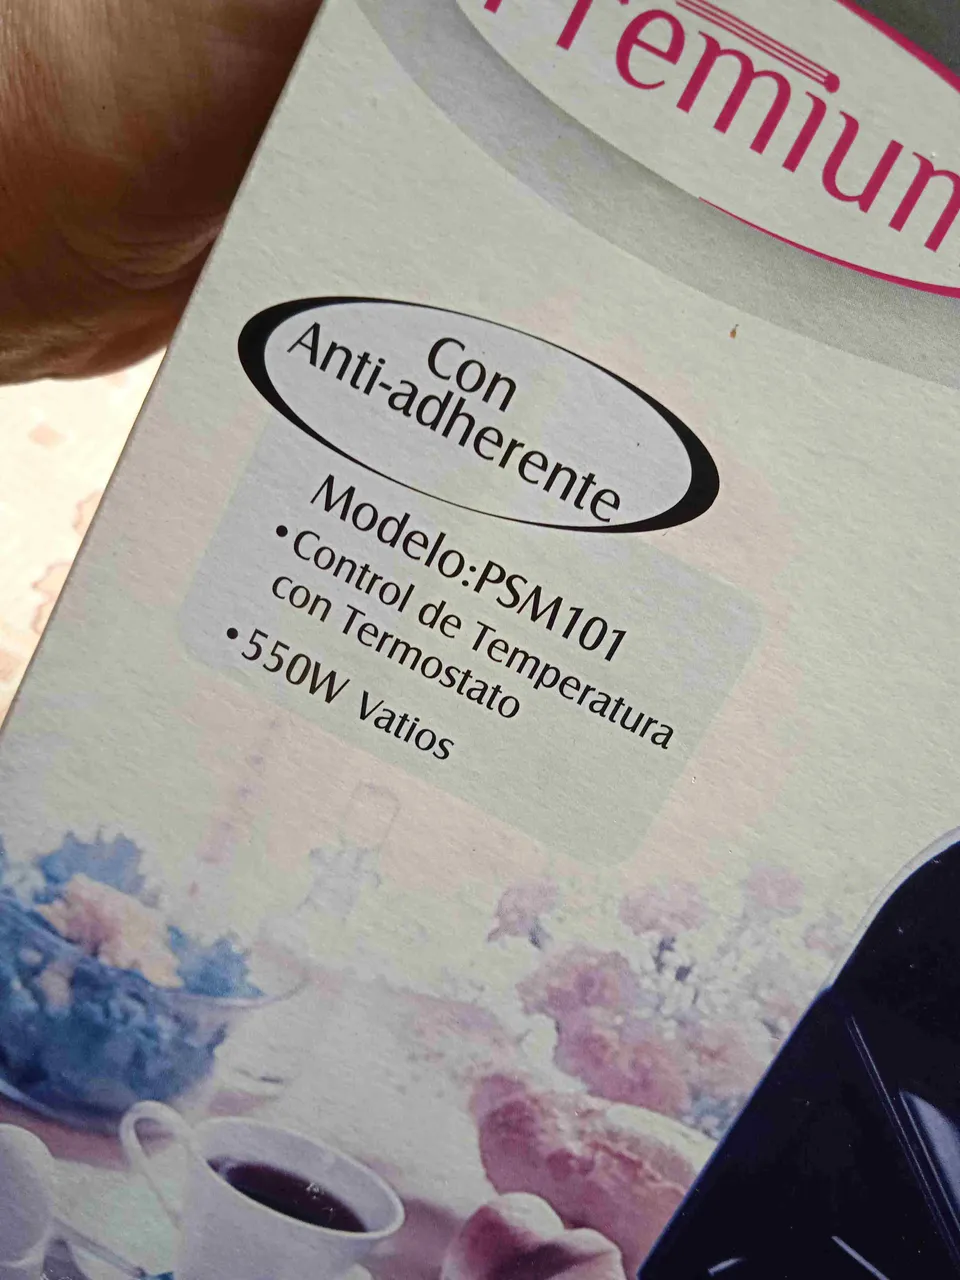 Premium
Con
Anti-adherente
Modelo:PSM101
•Control de Temperatura
con Termostato
•550W Vatios